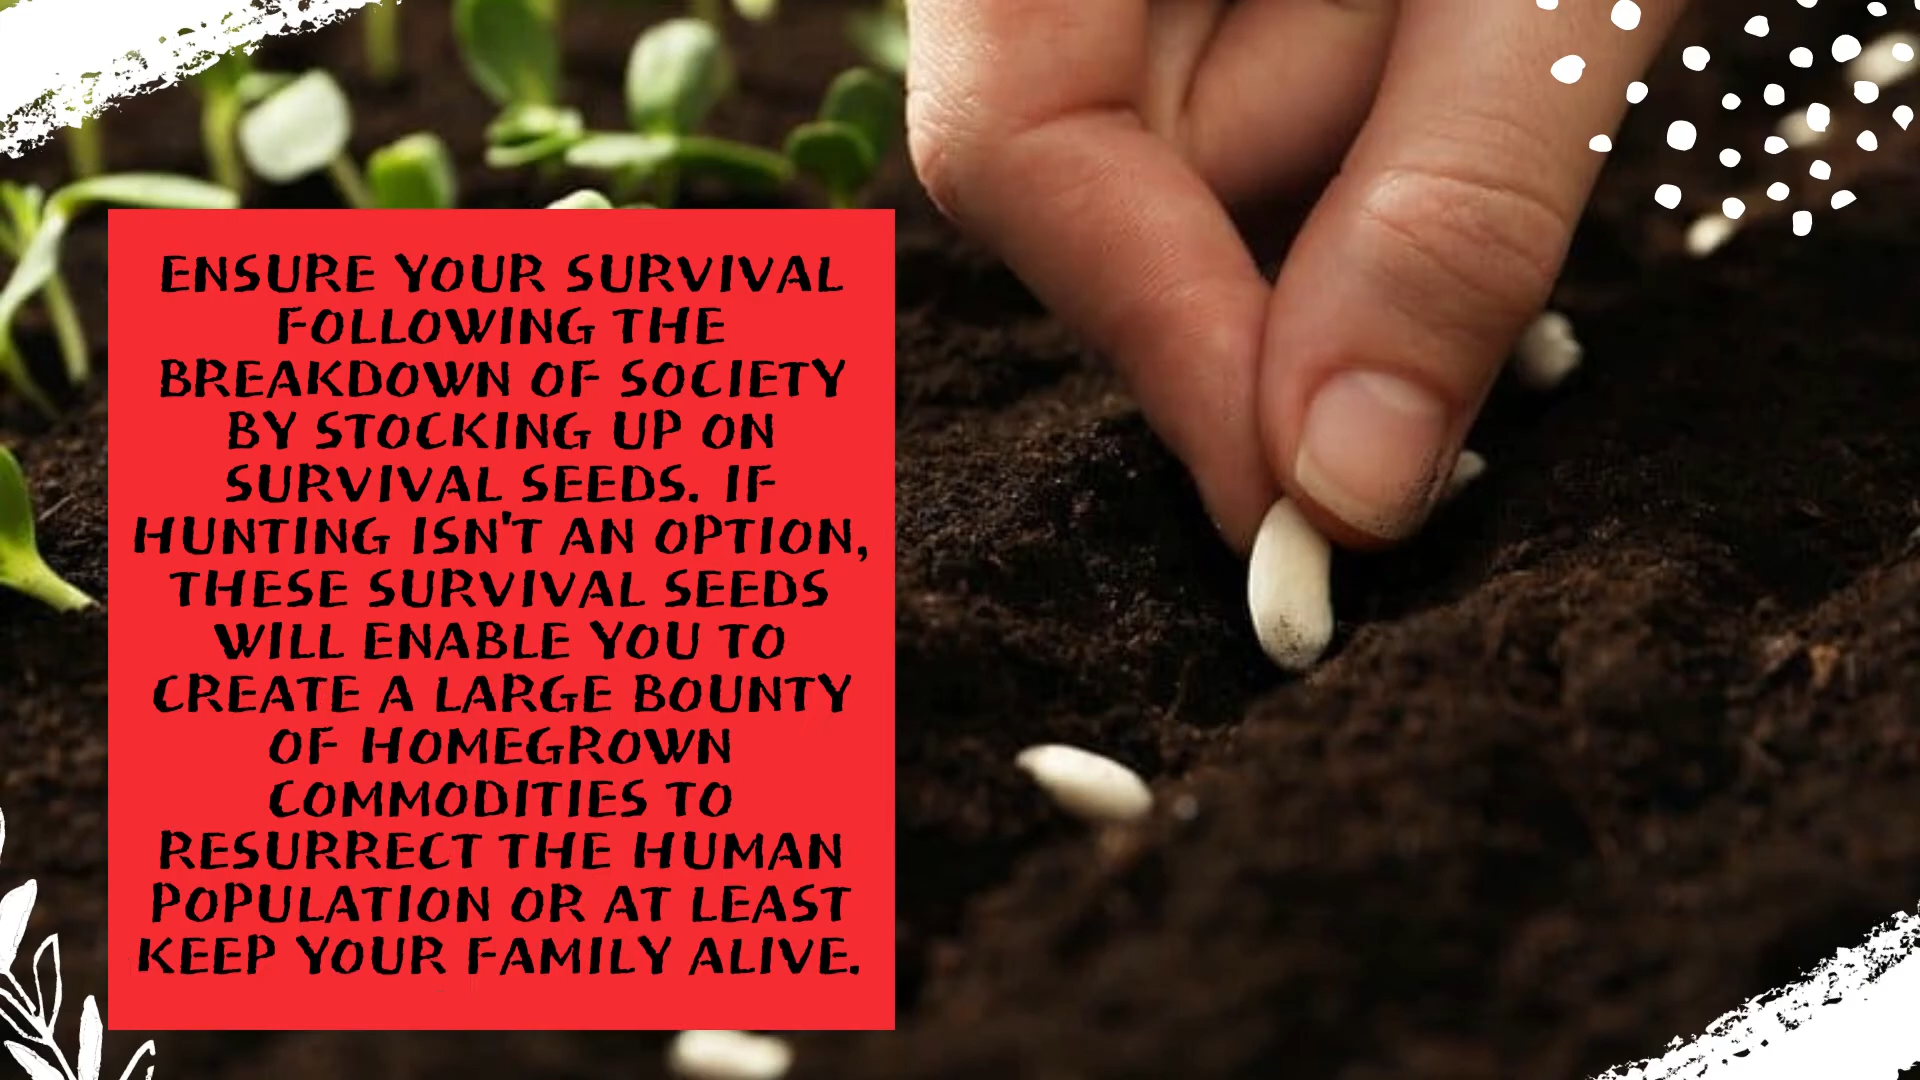 ENSURE YOUR SURVIVAL
FOLLOWING THE
BREAKDOWN OF SOCIETY
BY STOCKING UP ON
SURVIVAL SEEDS. IF
HUNTING ISN'T AN OPTION,
THESE SURVIVAL SEEDS
WILL ENABLE YOU TO
CREATE A LARGE BOUNTY
OF HOMEGROWN
COMMODITIES TO
RESURRECT THE HUMAN
POPULATION OR AT LEAST
KEEP YOUR FAMILY ALIVE.